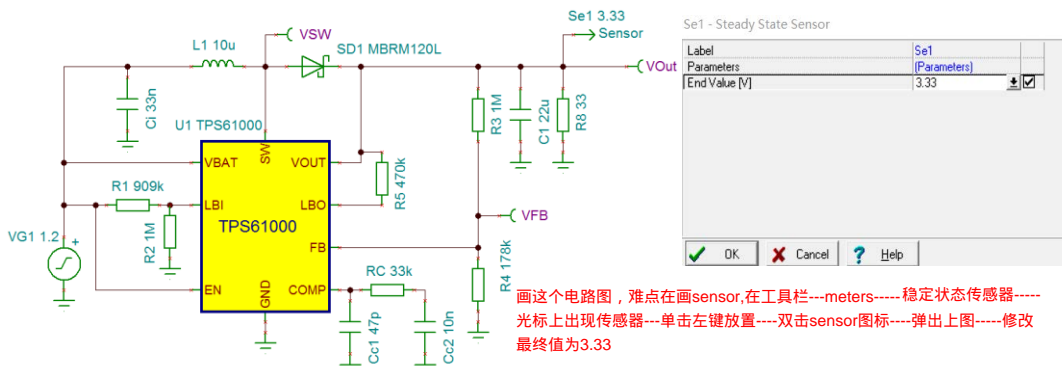 Se1 3.33
Sensor
L1 10u
VSW
SD1 MBRM120L
VOut
Ci 33n
R3 1M
C1 22u
R8 33
U1 TPS61000
SW
VBAT
VOUT
R5 470k
R1 909k
LBI
LBO
TPS61000
VFB
VG1 1.2
+
R2 1M
FB
R4 178k
EN
GND
COMP
RC 33k
Cc1 47p
Cc2 10n
Se1 - Steady State Sensor
Label Se1
Parameters (Parameters)
End Value [V] 3.33
OK Cancel ? Help
画这个电路图，难点在画sensor,在工具栏---meters-----稳定状态传感器-----
光标上出现传感器---单击左键放置----双击sensor图标----弹出上图-----修改
最终值为3.33